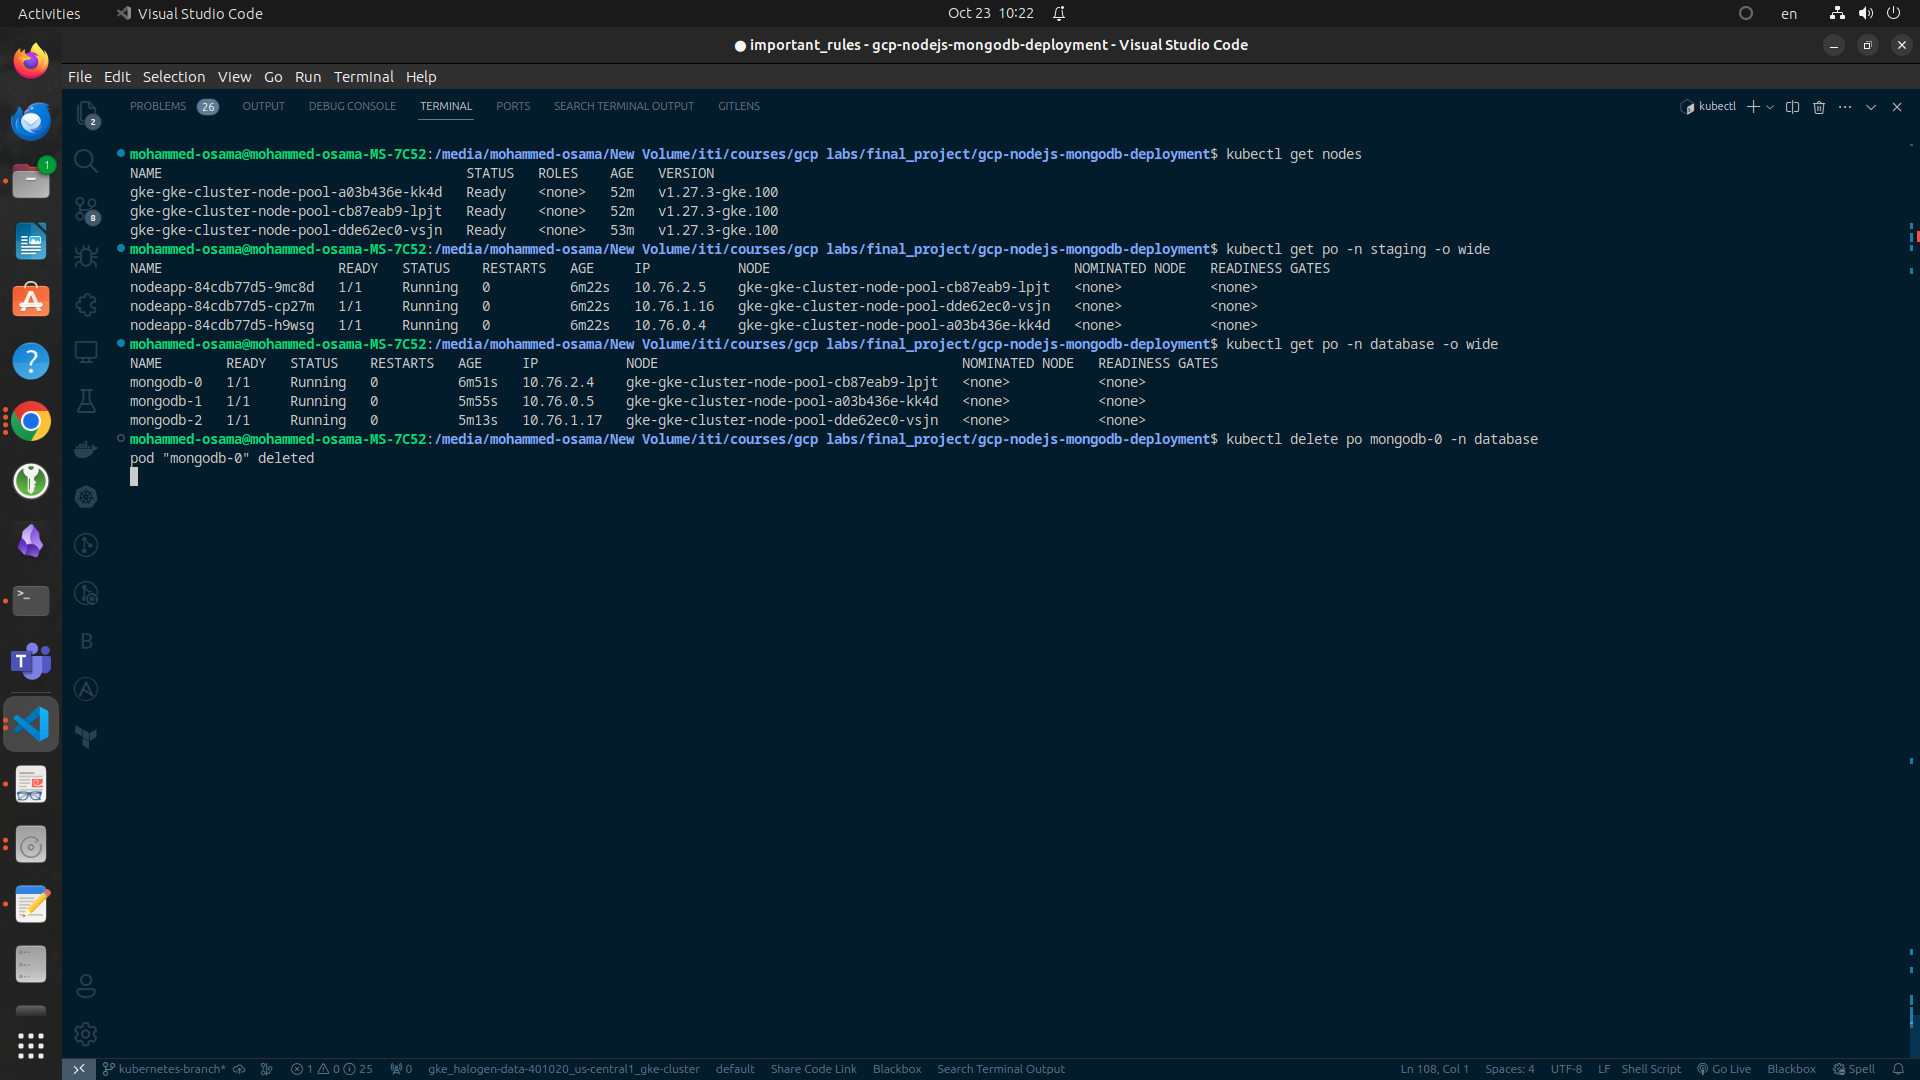 Activities Visual Studio Code Oct 23 10:22 en
● important_rules - gcp-nodejs-mongodb-deployment - Visual Studio Code
File Edit Selection View Go Run Terminal Help
PROBLEMS 26 OUTPUT DEBUG CONSOLE TERMINAL PORTS SEARCH TERMINAL OUTPUT GITLENS kubectl
mohammed-osama@mohammed-osama-MS-7C52:/media/mohammed-osama/New Volume/iti/courses/gcp labs/final_project/gcp-nodejs-mongodb-deployment$ kubectl get nodes
NAME STATUS ROLES AGE VERSION
gke-gke-cluster-node-pool-a03b436e-kk4d Ready <none> 52m v1.27.3-gke.100
gke-gke-cluster-node-pool-cb87eab9-lpjt Ready <none> 52m v1.27.3-gke.100
gke-gke-cluster-node-pool-dde62ec0-vsjn Ready <none> 53m v1.27.3-gke.100
mohammed-osama@mohammed-osama-MS-7C52:/media/mohammed-osama/New Volume/iti/courses/gcp labs/final_project/gcp-nodejs-mongodb-deployment$ kubectl get po -n staging -o wide
NAME READY STATUS RESTARTS AGE IP NODE NOMINATED NODE READINESS GATES
nodeapp-84cdb77d5-9mc8d 1/1 Running 0 6m22s 10.76.2.5 gke-gke-cluster-node-pool-cb87eab9-lpjt <none> <none>
nodeapp-84cdb77d5-cp27m 1/1 Running 0 6m22s 10.76.1.16 gke-gke-cluster-node-pool-dde62ec0-vsjn <none> <none>
nodeapp-84cdb77d5-h9wsg 1/1 Running 0 6m22s 10.76.0.4 gke-gke-cluster-node-pool-a03b436e-kk4d <none> <none>
mohammed-osama@mohammed-osama-MS-7C52:/media/mohammed-osama/New Volume/iti/courses/gcp labs/final_project/gcp-nodejs-mongodb-deployment$ kubectl get po -n database -o wide
NAME READY STATUS RESTARTS AGE IP NODE NOMINATED NODE READINESS GATES
mongodb-0 1/1 Running 0 6m51s 10.76.2.4 gke-gke-cluster-node-pool-cb87eab9-lpjt <none> <none>
mongodb-1 1/1 Running 0 5m55s 10.76.0.5 gke-gke-cluster-node-pool-a03b436e-kk4d <none> <none>
mongodb-2 1/1 Running 0 5m13s 10.76.1.17 gke-gke-cluster-node-pool-dde62ec0-vsjn <none> <none>
mohammed-osama@mohammed-osama-MS-7C52:/media/mohammed-osama/New Volume/iti/courses/gcp labs/final_project/gcp-nodejs-mongodb-deployment$ kubectl delete po mongodb-0 -n database
pod "mongodb-0" deleted
1
2
8
B
kubernetes-branch* 1 0 25 0 gke_halogen-data-401020_us-central1_gke-cluster default Share Code Link Blackbox Search Terminal Output Ln 108, Col 1 Spaces: 4 UTF-8 LF Shell Script Go Live Blackbox Spell